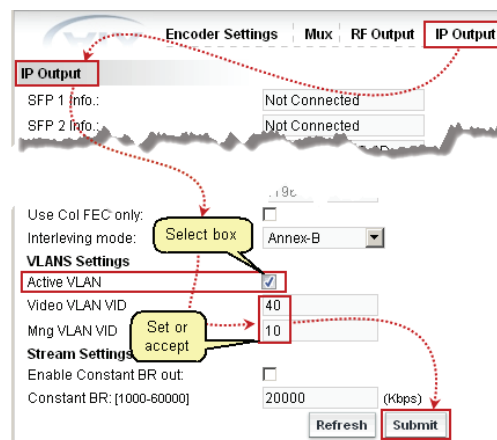 Encoder Settings Mux RF Output IP Output
IP Output
SFP 1 Info.: Not Connected
SFP 2 Info.: Not Connected
Use Col FEC only:
Interleving mode: Annex-B
Select box
VLANS Settings
Active VLAN
Video VLAN VID 40
Mng VLAN VID 10
Set or
accept
Stream Settings
Enable Constant BR out:
Constant BR: [1000-60000] 20000 (Kbps)
Refresh Submit